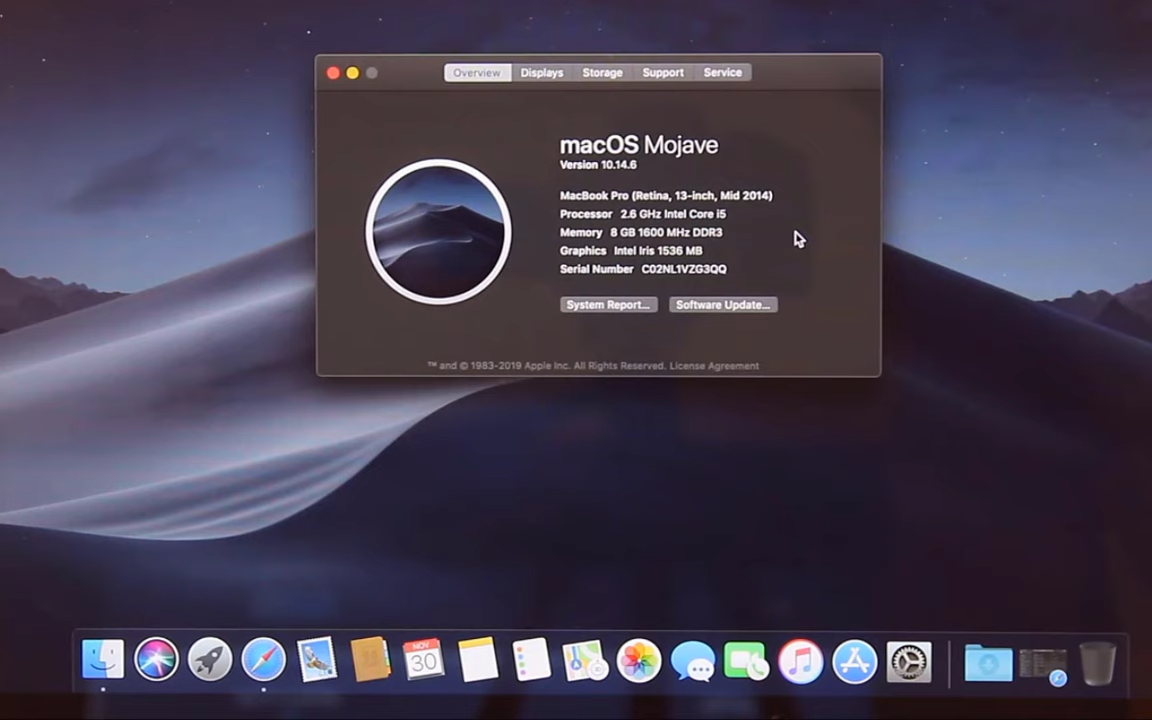 Overview Displays Storage Support Service
macOS Mojave
Version 10.14.6
MacBook Pro (Retina, 13-inch, Mid 2014)
Processor 2.6 GHz Intel Core i5
Memory 8 GB 1600 MHz DDR3
Graphics Intel Iris 1536 MB
Serial Number C02NL1VZG3QQ
System Report... Software Update...
™ and © 1983-2019 Apple Inc. All Rights Reserved. License Agreement
NOV
30